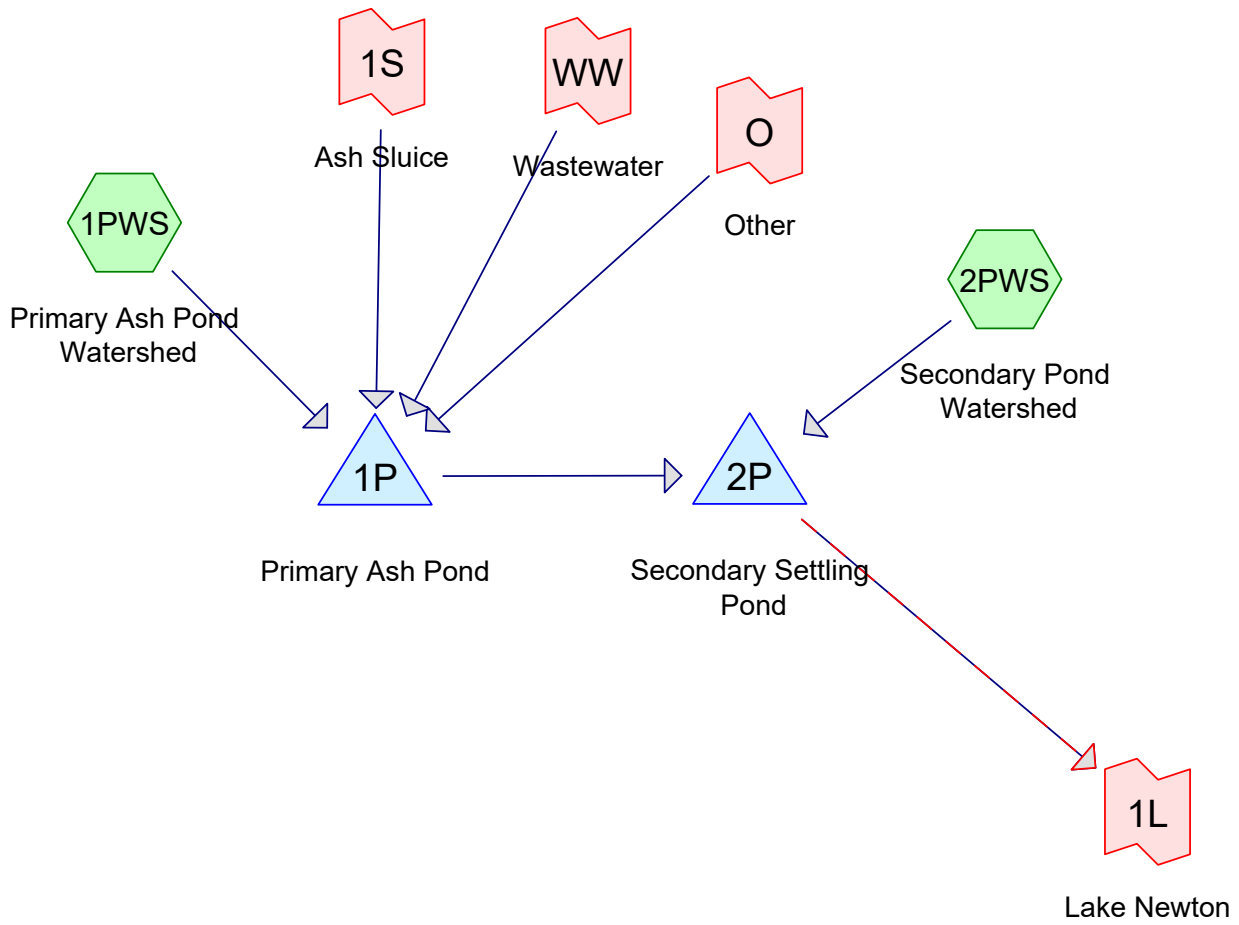 1S
Ash Sluice
WW
Wastewater
O
Other
1PWS
Primary Ash Pond
Watershed
2PWS
Secondary Pond
Watershed
1P
Primary Ash Pond
2P
Secondary Settling
Pond
1L
Lake Newton